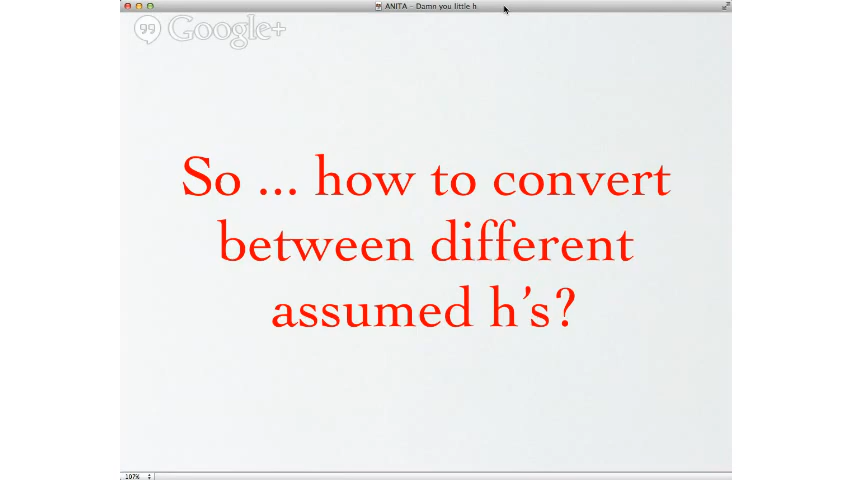 ANITA – Damn you little h
Google+
So ... how to convert
between different
assumed h's?
107%